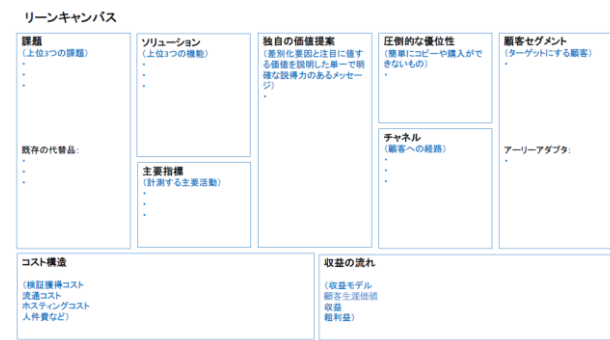 リーンキャンバス
課題
(上位3つの課題)
・
・
・
既存の代替品:
・
・
・
ソリューション
(上位3つの機能)
・
・
・
主要指標
(計測する主要活動)
・
・
・
独自の価値提案
(差別化要因と注目に値す
る価値を説明した単一で明
確な説得力のあるメッセー
ジ)
・
圧倒的な優位性
(簡単にコピーや購入がで
きないもの)
・
チャネル
(顧客への経路)
・
・
・
顧客セグメント
(ターゲットにする顧客)
・
アーリーアダプタ:
・
コスト構造
(検証獲得コスト
流通コスト
ホスティングコスト
人件費など)
収益の流れ
(収益モデル
顧客生涯価値
収益
粗利益)